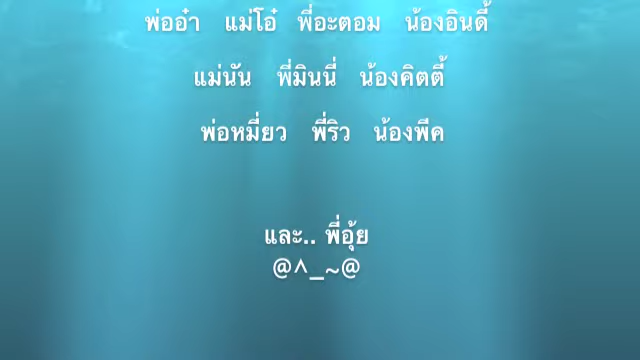 พ่ออ๋า แม่โอ๋ พี่อะตอม น้องอินดี้
แม่นัน พี่มินนี่ น้องคิตตี้
พ่อหมี่ยว พี่ริว น้องพีค
และ.. พี่อุ้ย
@^_~@